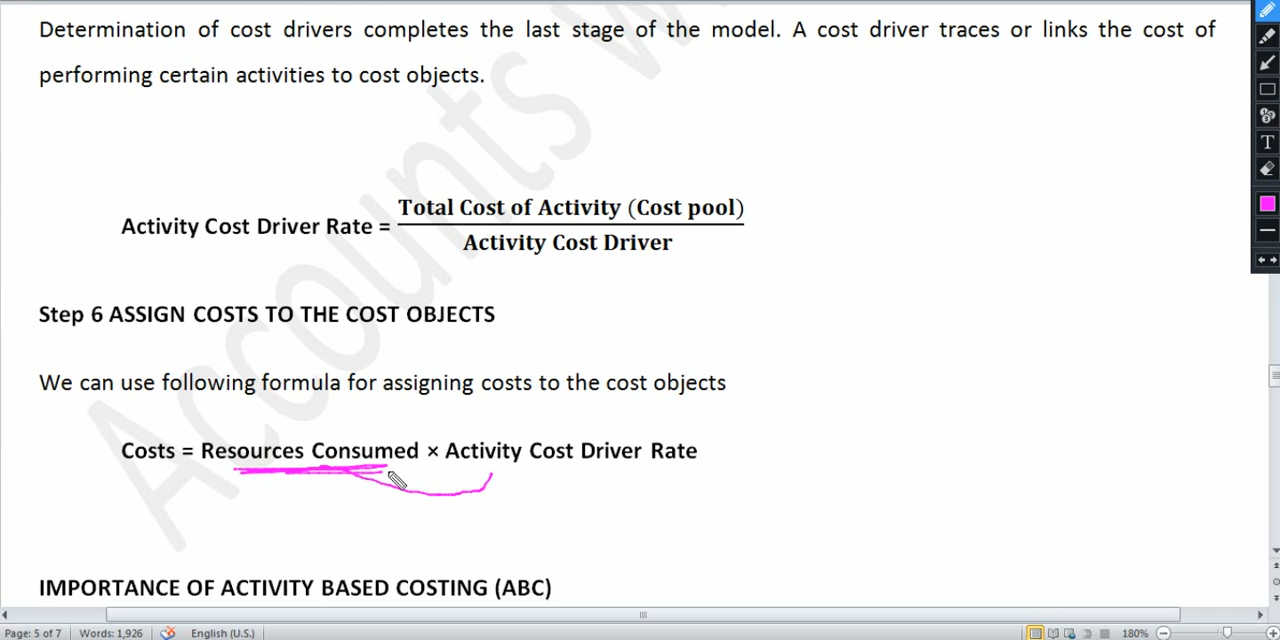 Determination of cost drivers completes the last stage of the model. A cost driver traces or links the cost of
performing certain activities to cost objects.
Activity Cost Driver Rate = Total Cost of Activity (Cost pool)
Activity Cost Driver
Step 6 ASSIGN COSTS TO THE COST OBJECTS
We can use following formula for assigning costs to the cost objects
Costs = Resources Consumed × Activity Cost Driver Rate
IMPORTANCE OF ACTIVITY BASED COSTING (ABC)
Accounts w
T
Page: 5 of 7 Words: 1,926 English (U.S.) 180%